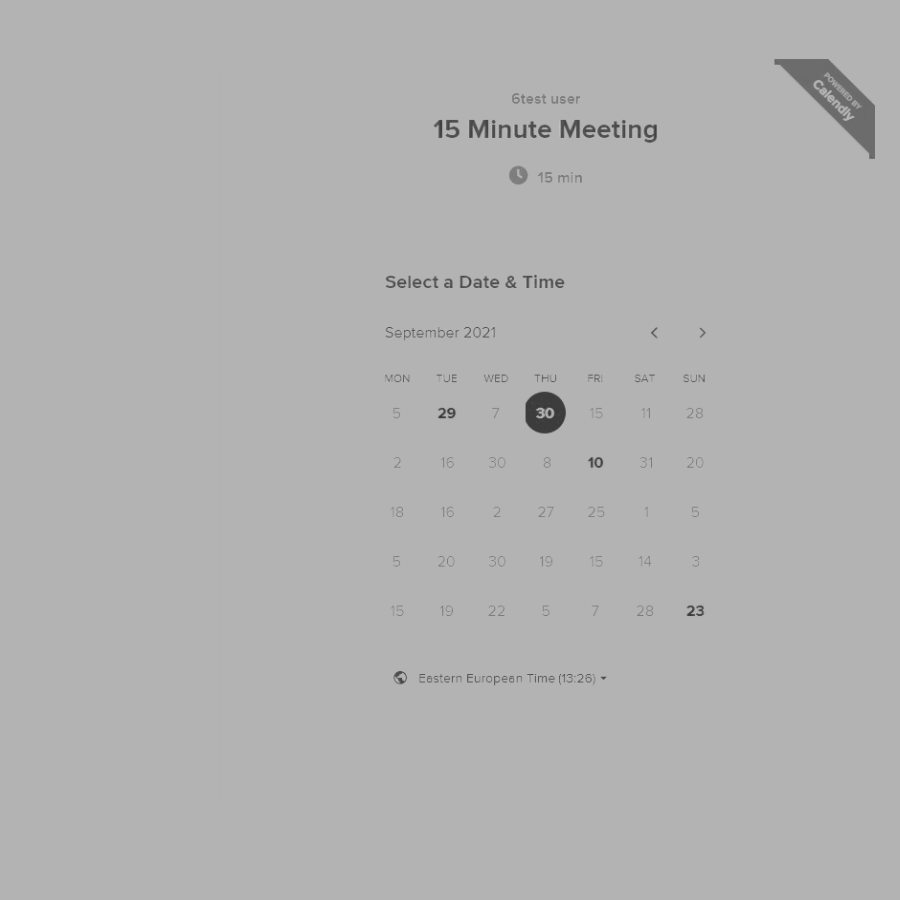 POWERED BY
Calendly
6test user
15 Minute Meeting
15 min
Select a Date & Time
September 2021
MON TUE WED THU FRI SAT SUN
5 29 7 30 15 11 28
2 16 30 8 10 31 20
18 16 2 27 25 1 5
5 20 30 19 15 14 3
15 19 22 5 7 28 23
Eastern European Time (13:26)